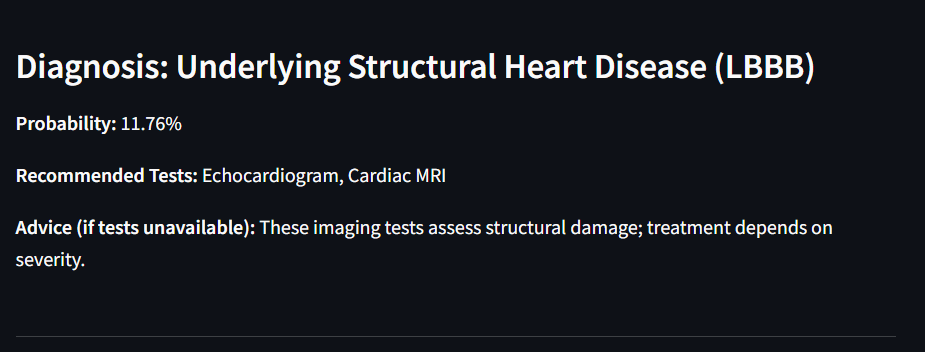 Diagnosis: Underlying Structural Heart Disease (LBBB)
Probability: 11.76%
Recommended Tests: Echocardiogram, Cardiac MRI
Advice (if tests unavailable): These imaging tests assess structural damage; treatment depends on
severity.